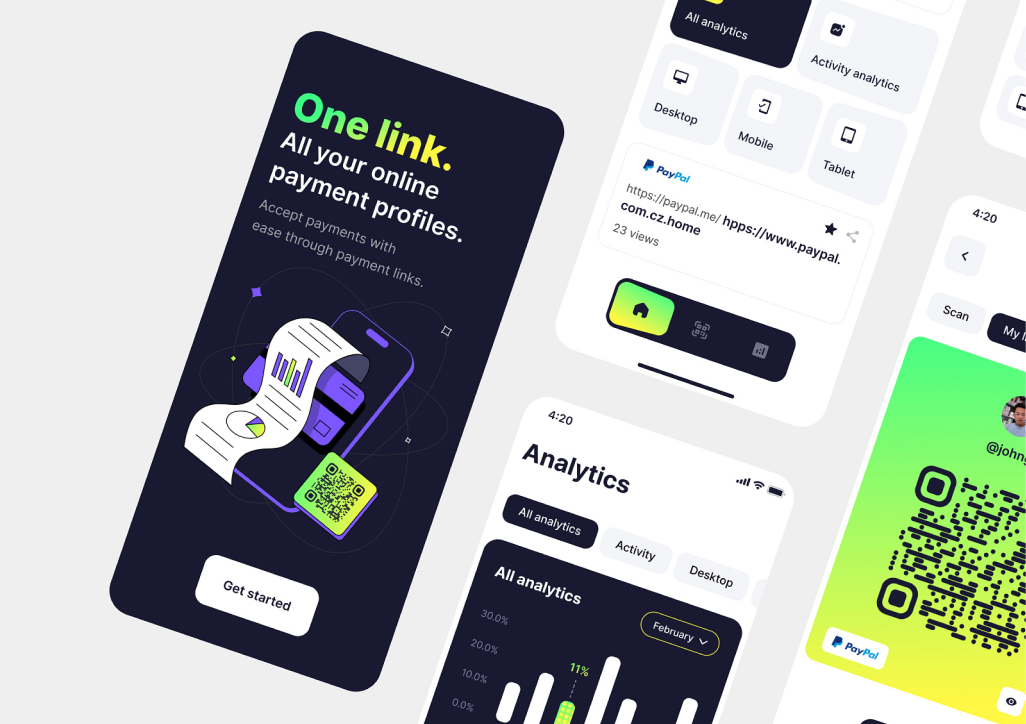 One link.
All your online
payment profiles.
Accept payments with
ease through payment links.
Get started
All analytics
Activity analytics
Desktop
Mobile
Tablet
PayPal
https://paypal.me/ hpps://www.paypal.
com.cz.home
23 views
4:20
Analytics
All analytics
Activity
Desktop
All analytics
February
30.0%
20.0%
10.0%
0.0%
11%
4:20
Scan
My
PayPal